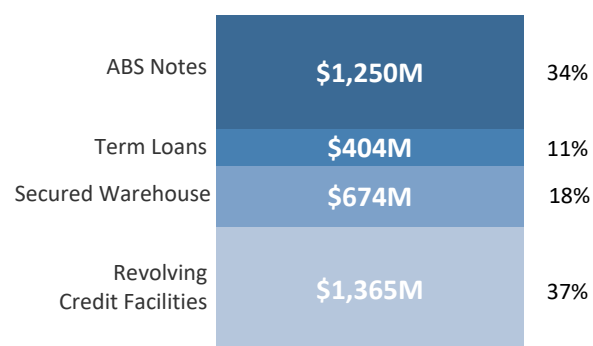 ABS Notes $1,250M 34%
Term Loans $404M 11%
Secured Warehouse $674M 18%
Revolving
Credit Facilities $1,365M 37%